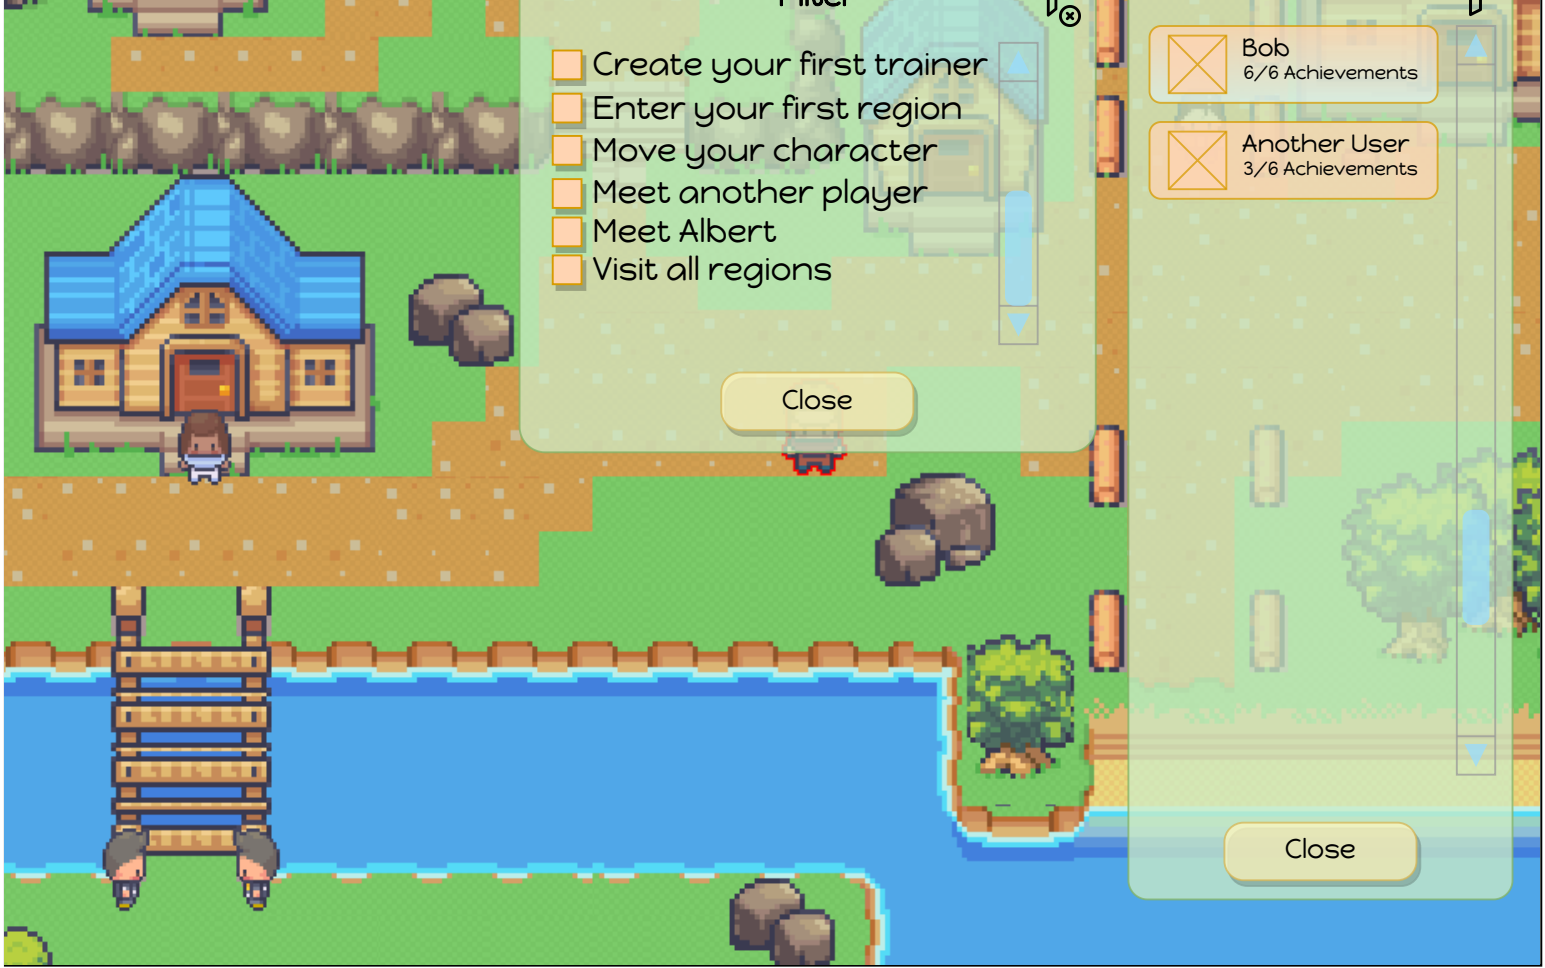 Filter
Create your first trainer
Enter your first region
Move your character
Meet another player
Meet Albert
Visit all regions
Close
Bob
6/6 Achievements
Another User
3/6 Achievements
Close